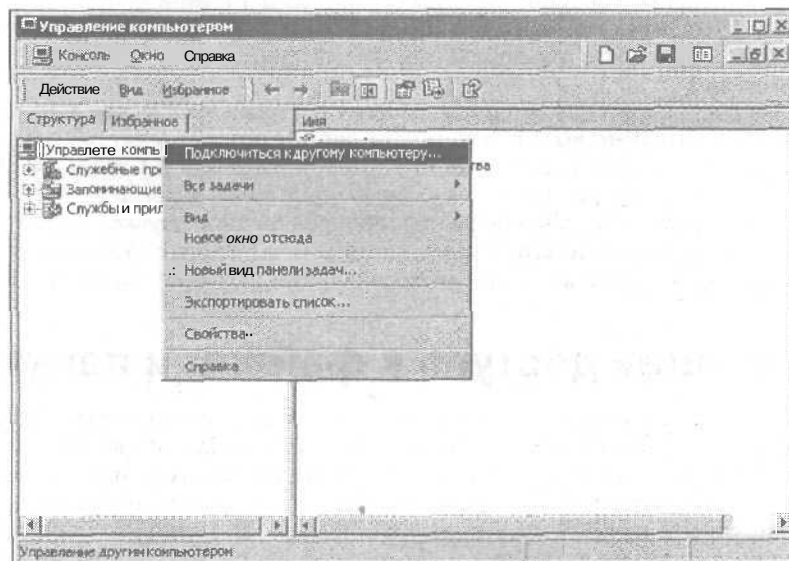 Управление компьютером
Консоль Окно Справка
Действие Вид Избранное
Структура Избранное
Имя
Управлете компь
Подключиться к другому компьютеру...
Служебные пр
ва
Все задачи
Запоминающие
Службы и прил
Вид
Новое окно отсюда
.: Новый вид панели задач...
Экспортировать список...
Свойства..
Справка
Управление другим компьютером